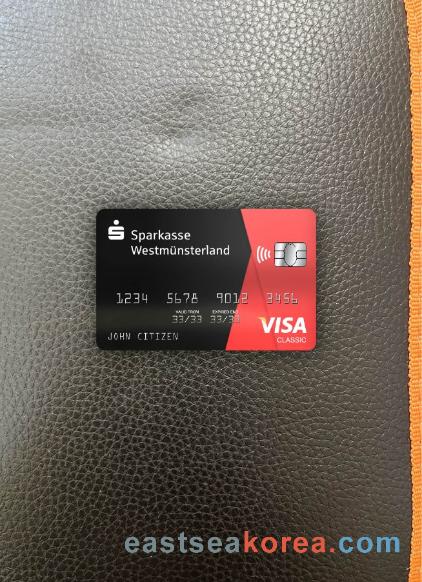 Sparkasse
Westmünsterland
1234 5678 9012 3456
VALID FROM EXPIRES END
33/33 33/33
JOHN CITIZEN
VISA
CLASSIC
eastseakorea.com